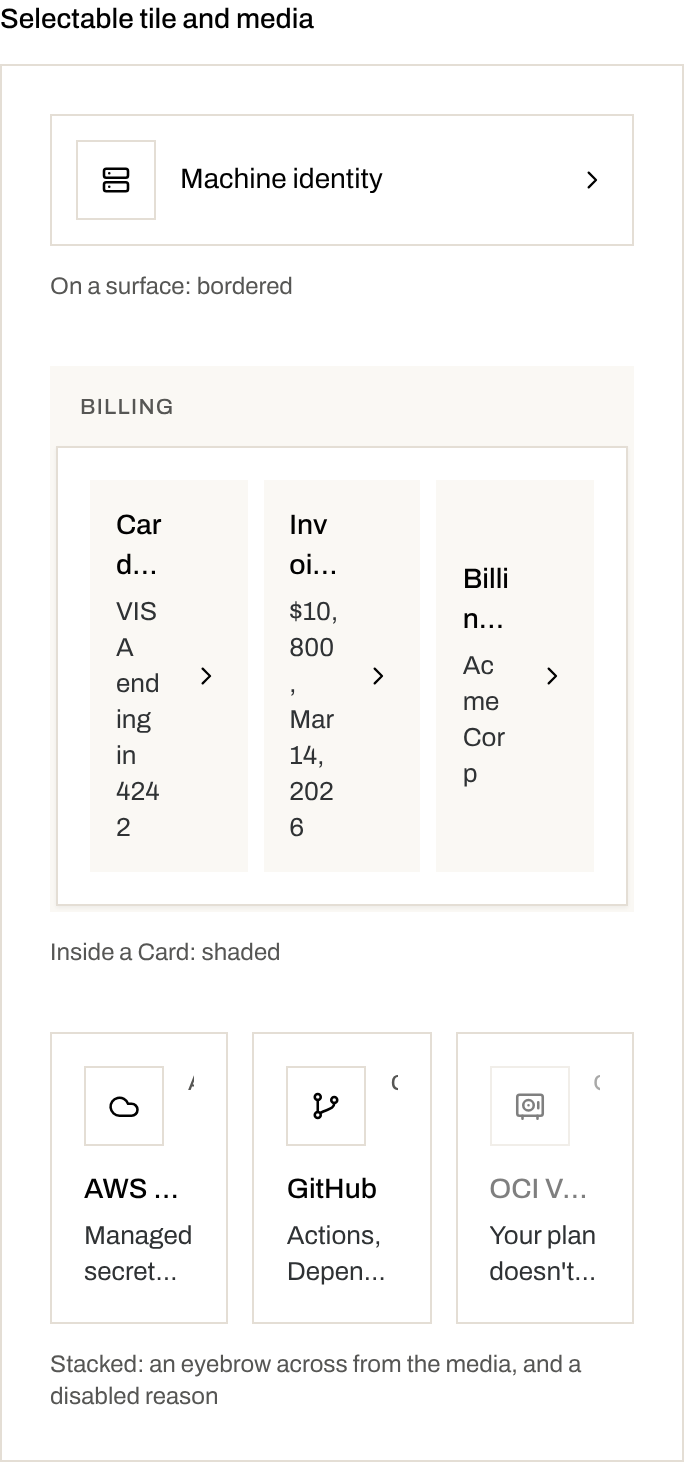 Selectable tile and media
Machine identity
On a surface: bordered
BILLING
Car
d...
VIS
A
end
ing
in
424
2
Inv
oi...
$10,
800
,
Mar
14,
202
6
Billi
n...
Ac
me
Cor
p
Inside a Card: shaded
AWS ...
Managed
secret...
GitHub
Actions,
Depen...
OCI V...
Your plan
doesn't...
Stacked: an eyebrow across from the media, and a
disabled reason